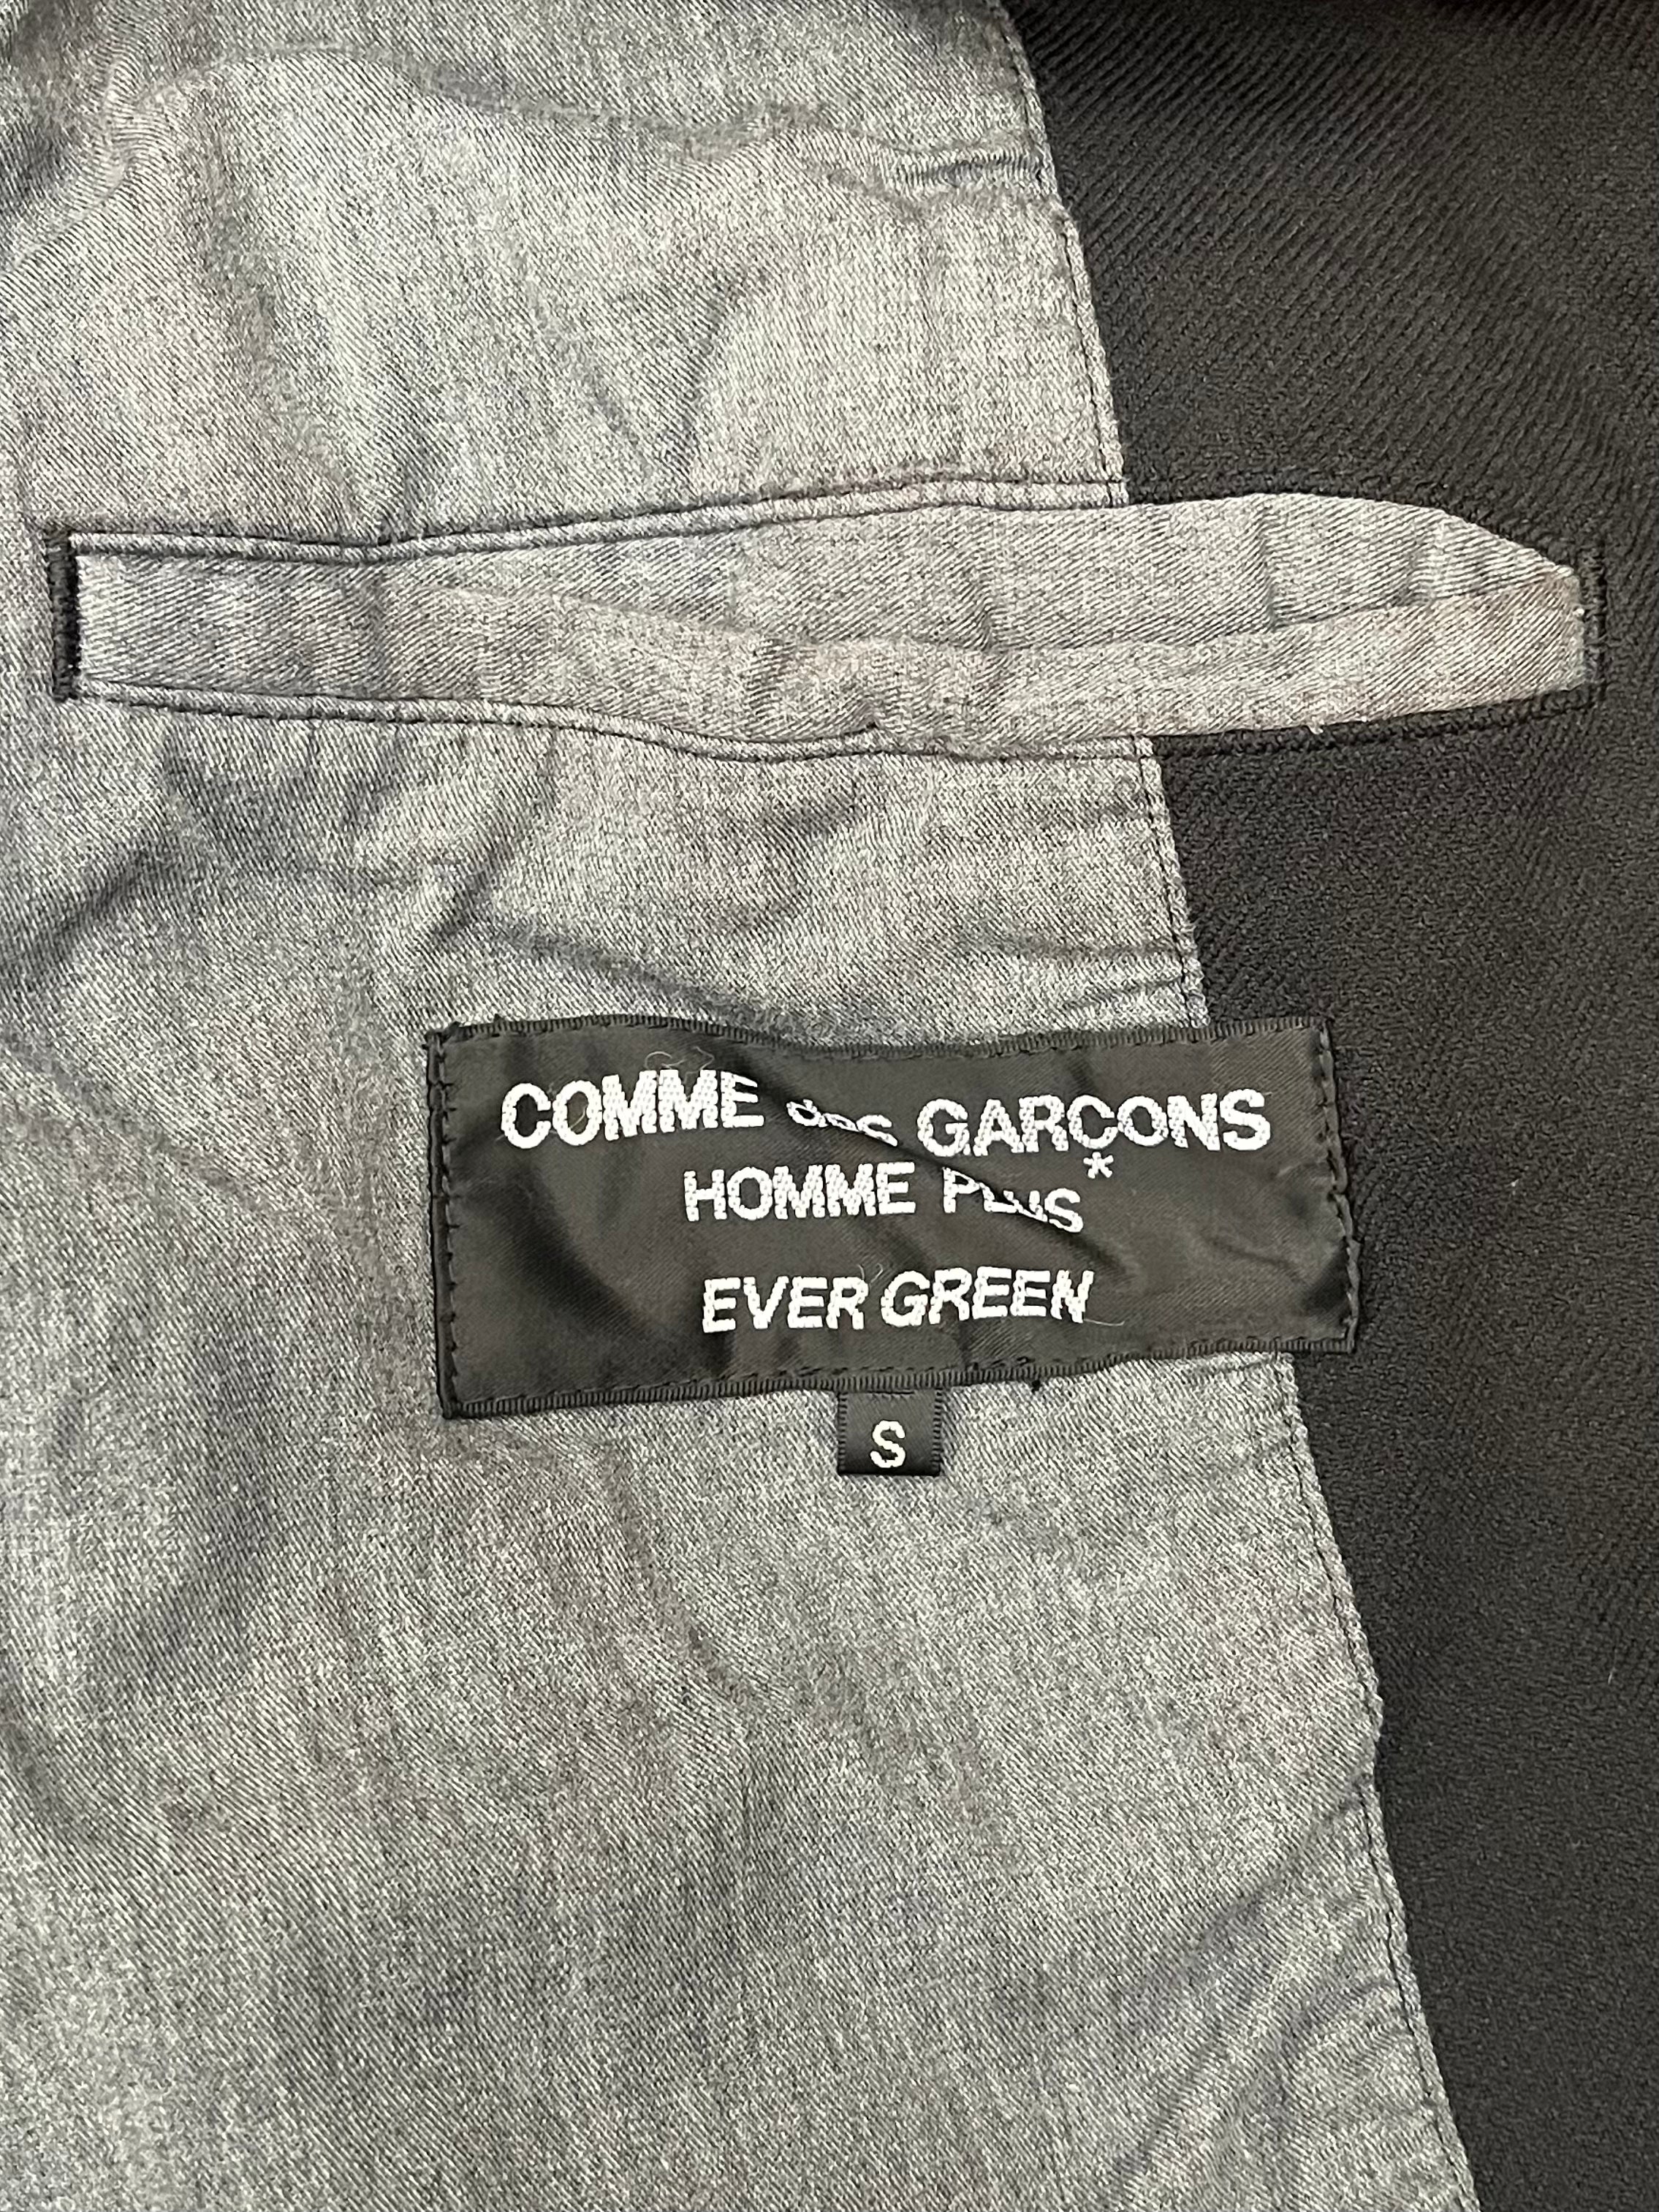 COMME des GARÇONS
HOMME PLUS*
EVER GREEN
S